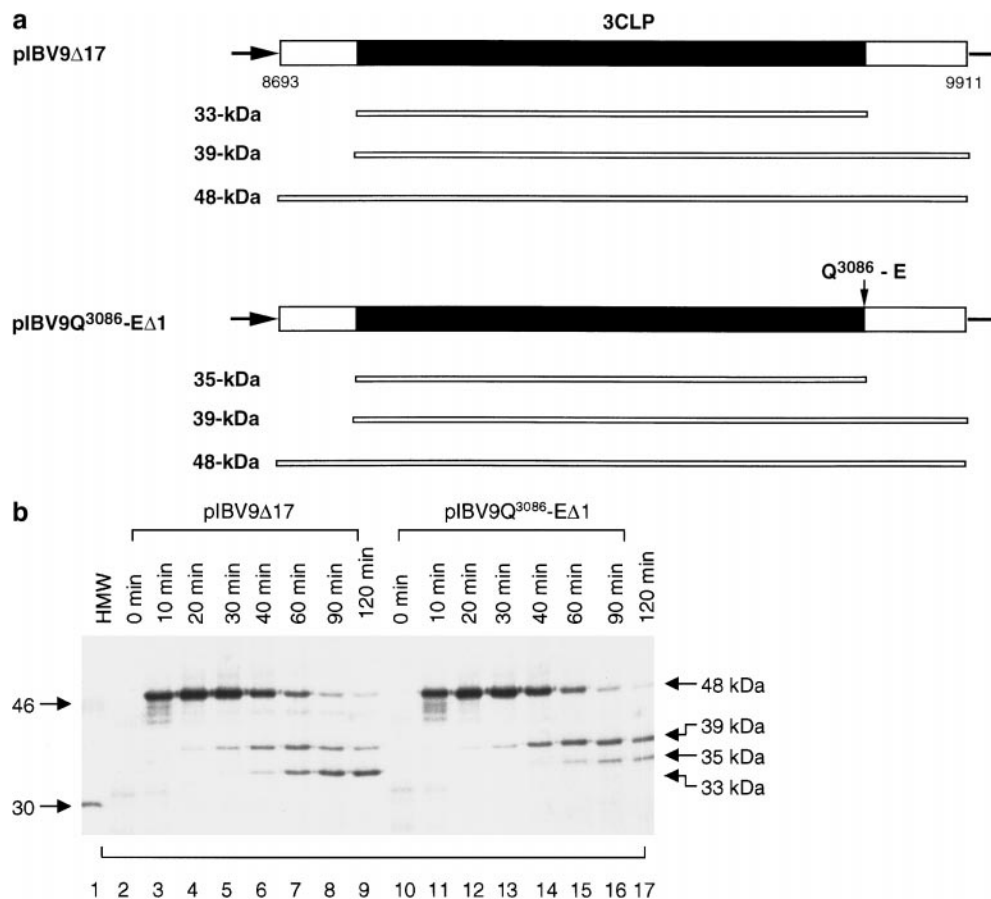 a
3CLP
pIBV9Δ17
8693 9911
33-kDa
39-kDa
48-kDa
Q³⁰⁸⁶ - E
pIBV9Q³⁰⁸⁶-EΔ1
35-kDa
39-kDa
48-kDa
b
pIBV9Δ17 pIBV9Q³⁰⁸⁶-EΔ1
HMW 0 min 10 min 20 min 30 min 40 min 60 min 90 min 120 min 0 min 10 min 20 min 30 min 40 min 60 min 90 min 120 min
48 kDa
46
39 kDa
35 kDa
33 kDa
30
1 2 3 4 5 6 7 8 9 10 11 12 13 14 15 16 17